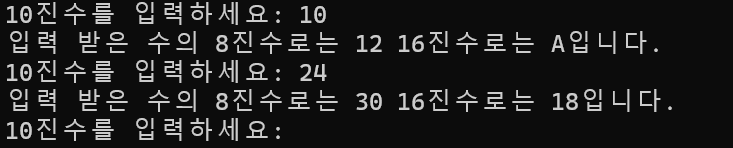 10진수를 입력하세요: 10
입력 받은 수의 8진수로는 12 16진수로는 A입니다.
10진수를 입력하세요: 24
입력 받은 수의 8진수로는 30 16진수로는 18입니다.
10진수를 입력하세요: